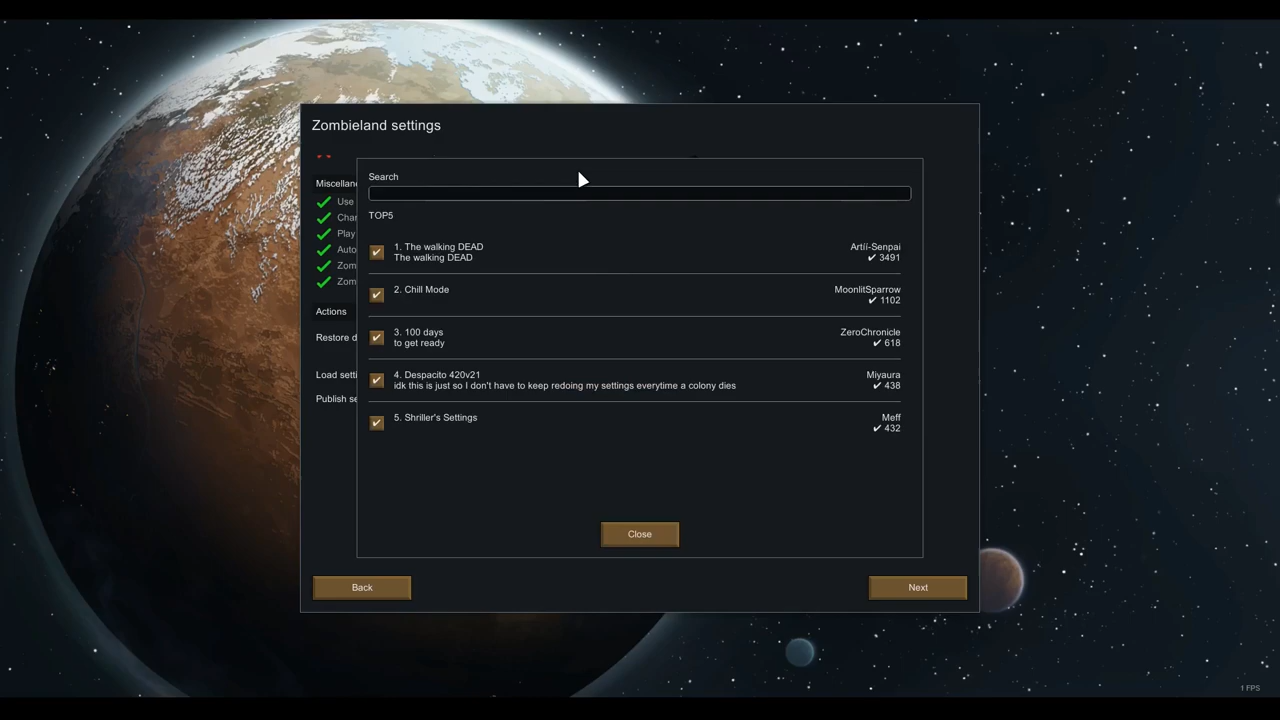 Zombieland settings
Search
Miscellane
TOP5
Use
Char
Play
Auto
Zom
Zom
1. The walking DEAD
The walking DEAD
Artíi-Senpai
✔ 3491
2. Chill Mode
MoonlitSparrow
✔ 1102
3. 100 days
to get ready
ZeroChronicle
✔ 618
4. Despacito 420v21
idk this is just so I don't have to keep redoing my settings everytime a colony dies
Miyaura
✔ 438
5. Shriller's Settings
Meff
✔ 432
Actions
Restore d
Load setti
Publish se
Close
Back
Next
1 FPS